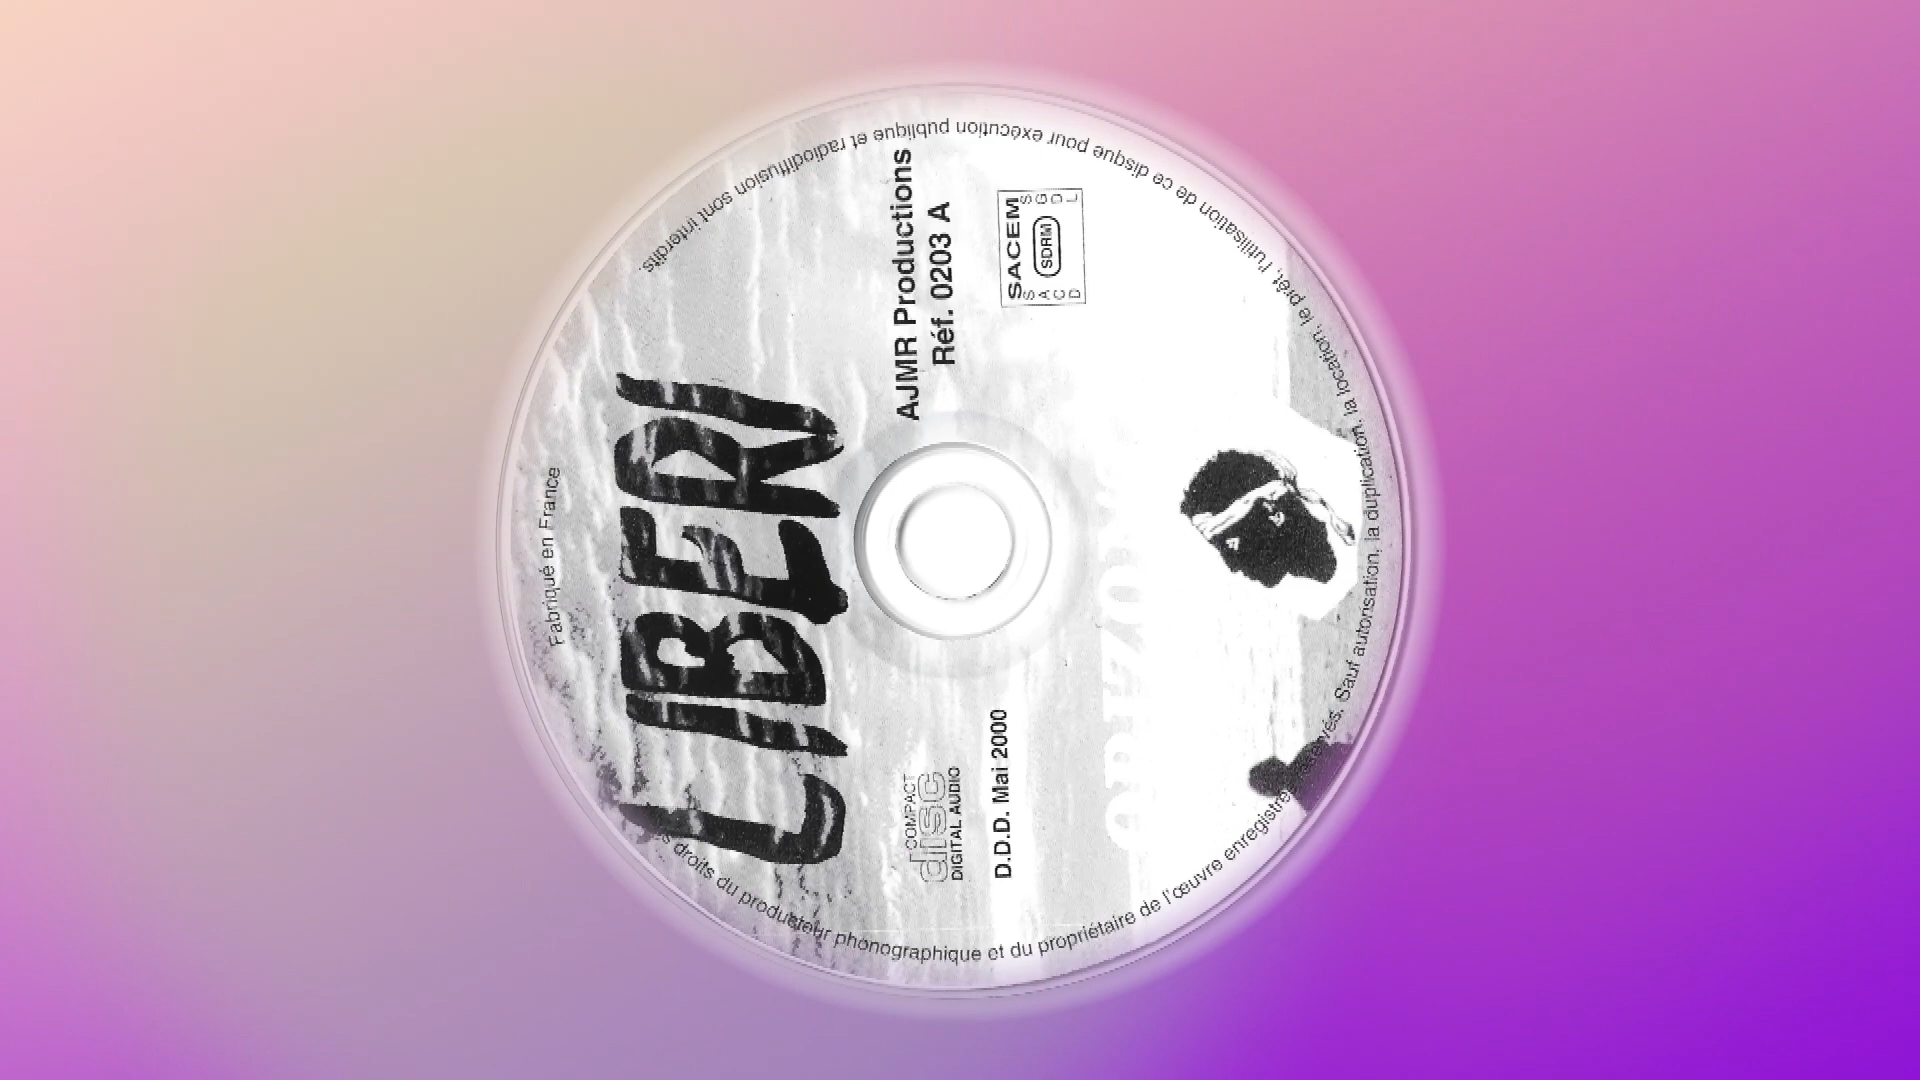 LIBERI
AJMR Productions
Réf. 0203 A
SACEM
SDRM
SACD
SGDL
COMPACT
disc
DIGITAL AUDIO
D.D.D. Mai 2000
Fabriqué en France
droits du producteur phonographique et du propriétaire de l'œuvre enregistrée réservés. Sauf autorisation, la duplication, la location, le prêt, l'utilisation de ce disque pour exécution publique et radiodiffusion sont interdits.